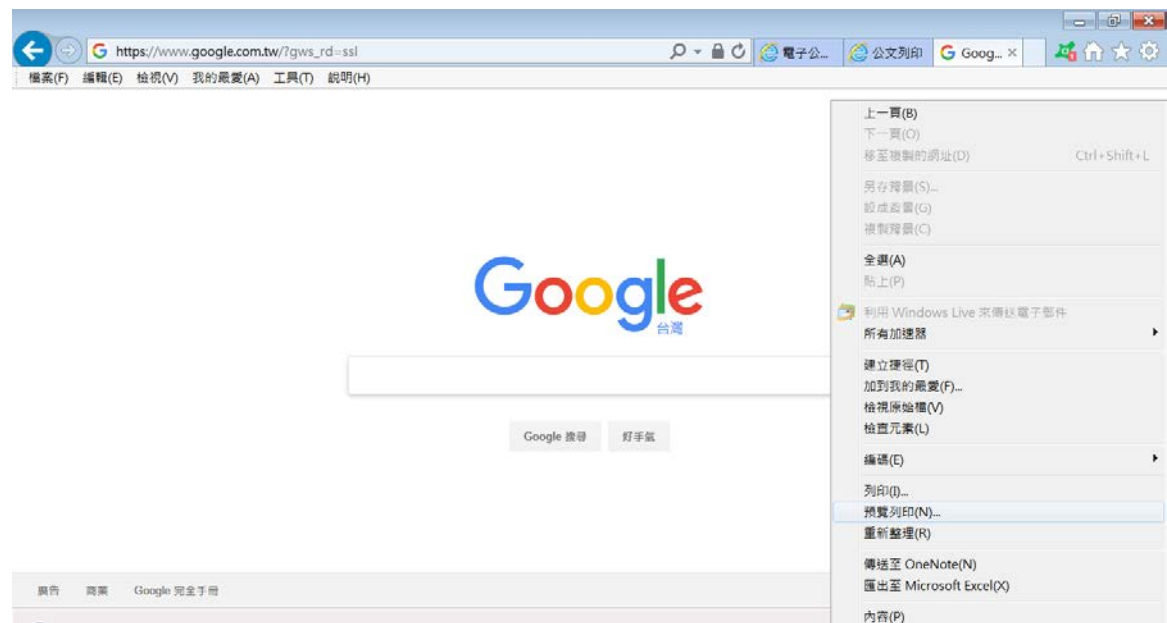 https://www.google.com.tw/?gws_rd=ssl
電子公...
公文列印
Goog...
檔案(F) 編輯(E) 檢視(V) 我的最愛(A) 工具(T) 說明(H)
上一頁(B)
下一頁(O)
移至複製的網址(D) Ctrl+Shift+L
另存背景(S)...
設成背景(G)
複製背景(C)
全選(A)
貼上(P)
利用 Windows Live 來傳送電子郵件
所有加速器
建立捷徑(T)
加到我的最愛(F)...
檢視原始檔(V)
檢查元素(L)
編碼(E)
列印(I)...
預覽列印(N)...
重新整理(R)
傳送至 OneNote(N)
匯出至 Microsoft Excel(X)
內容(P)
Google
台灣
Google 搜尋 好手氣
廣告 商業 Google 完全手冊